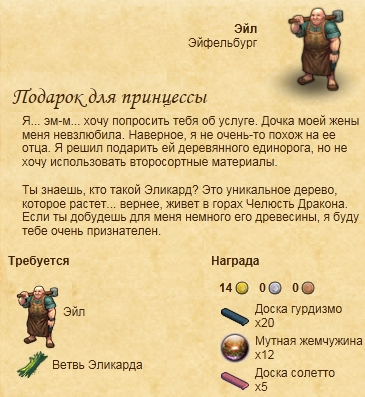 Эйл
Эйфельбург
Подарок для принцессы
Я... эм-м... хочу попросить тебя об услуге. Дочка моей жены
меня невзлюбила. Наверное, я не очень-то похож на ее
отца. Я решил подарить ей деревянного единорога, но не
хочу использовать второсортные материалы.
Ты знаешь, кто такой Эликард? Это уникальное дерево,
которое растет... вернее, живет в горах Челюсть Дракона.
Если ты добудешь для меня немного его древесины, я буду
тебе очень признателен.
Требуется
Эйл
Ветвь Эликарда
Награда
14 0 0
Доска гурдизмо
x20
Мутная жемчужина
x12
Доска солетто
x5